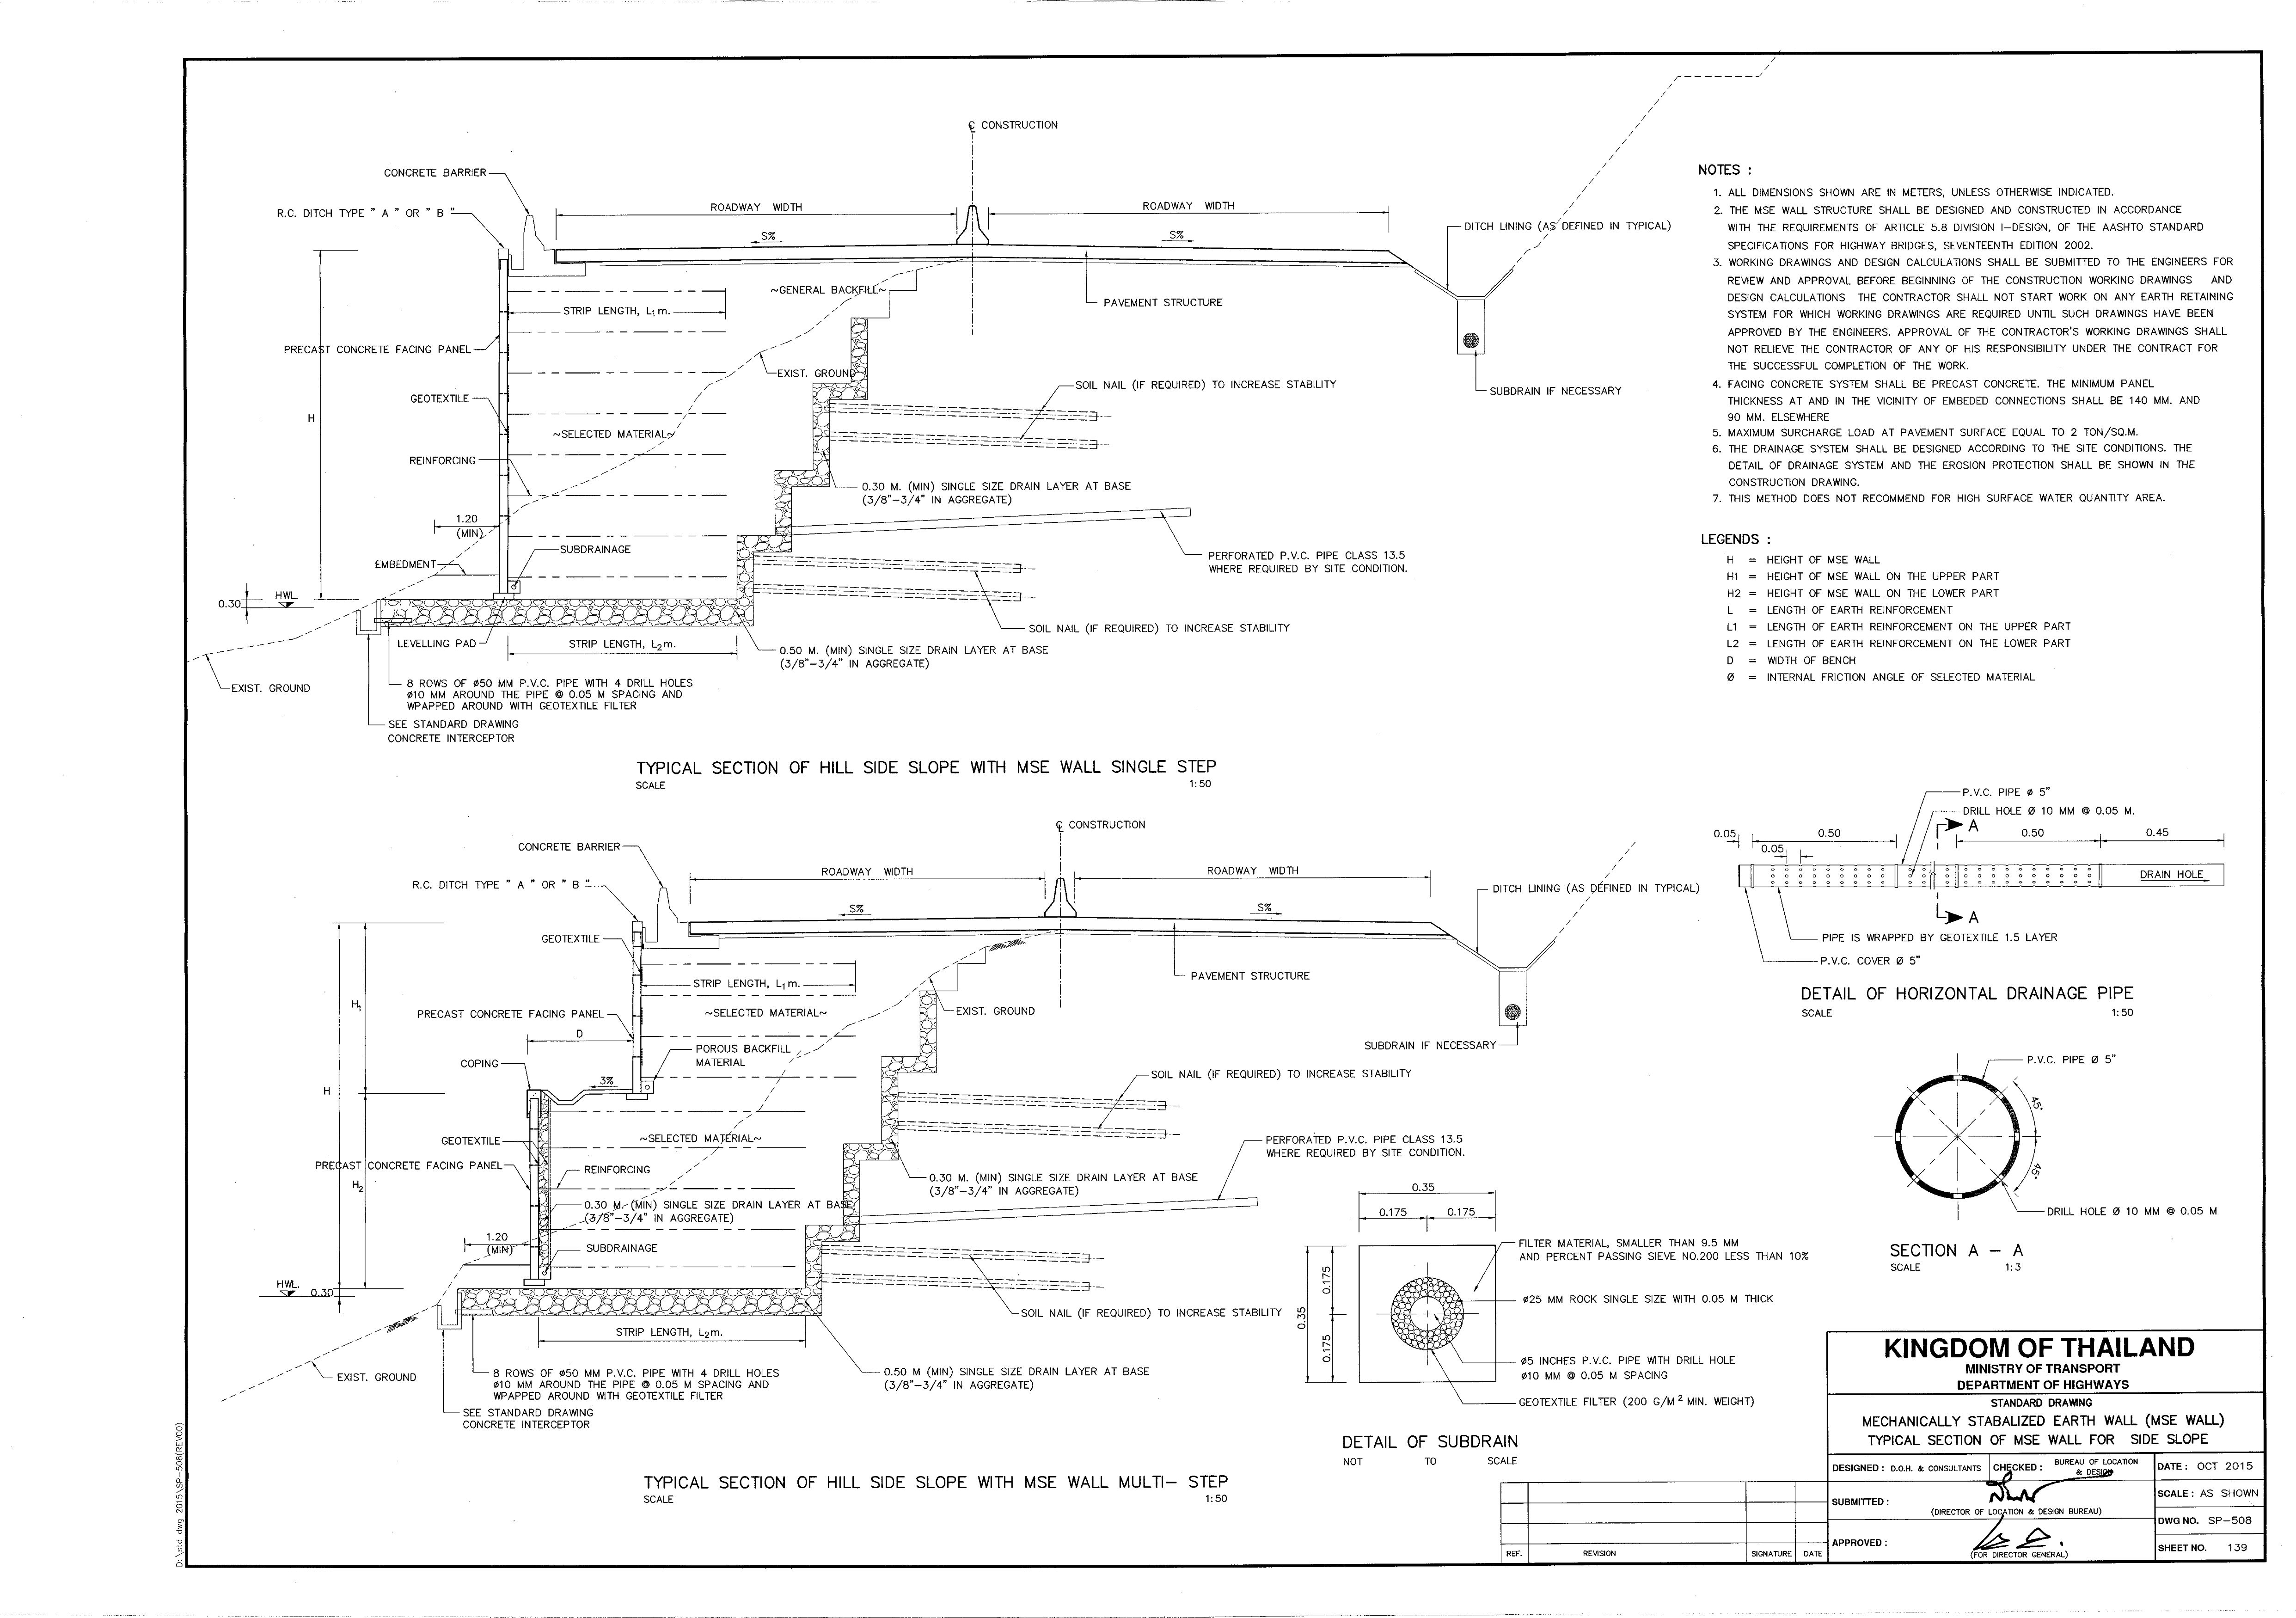 ℄ CONSTRUCTION
CONCRETE BARRIER
R.C. DITCH TYPE " A " OR " B "
ROADWAY WIDTH
ROADWAY WIDTH
S%
S%
DITCH LINING (AS DEFINED IN TYPICAL)
~GENERAL BACKFILL~
STRIP LENGTH, L1m.
PAVEMENT STRUCTURE
PRECAST CONCRETE FACING PANEL
EXIST. GROUND
SOIL NAIL (IF REQUIRED) TO INCREASE STABILITY
SUBDRAIN IF NECESSARY
GEOTEXTILE
H
~SELECTED MATERIAL~
REINFORCING
0.30 M. (MIN) SINGLE SIZE DRAIN LAYER AT BASE
(3/8"-3/4" IN AGGREGATE)
1.20
(MIN)
SUBDRAINAGE
EMBEDMENT
PERFORATED P.V.C. PIPE CLASS 13.5
WHERE REQUIRED BY SITE CONDITION.
HWL.
0.30
SOIL NAIL (IF REQUIRED) TO INCREASE STABILITY
LEVELLING PAD
STRIP LENGTH, L2m.
0.50 M. (MIN) SINGLE SIZE DRAIN LAYER AT BASE
(3/8"-3/4" IN AGGREGATE)
EXIST. GROUND
8 ROWS OF ø50 MM P.V.C. PIPE WITH 4 DRILL HOLES
ø10 MM AROUND THE PIPE @ 0.05 M SPACING AND
WPAPPED AROUND WITH GEOTEXTILE FILTER
SEE STANDARD DRAWING
CONCRETE INTERCEPTOR
TYPICAL SECTION OF HILL SIDE SLOPE WITH MSE WALL SINGLE STEP
SCALE 1:50
NOTES :
1. ALL DIMENSIONS SHOWN ARE IN METERS, UNLESS OTHERWISE INDICATED.
2. THE MSE WALL STRUCTURE SHALL BE DESIGNED AND CONSTRUCTED IN ACCORDANCE
WITH THE REQUIREMENTS OF ARTICLE 5.8 DIVISION I-DESIGN, OF THE AASHTO STANDARD
SPECIFICATIONS FOR HIGHWAY BRIDGES, SEVENTEENTH EDITION 2002.
3. WORKING DRAWINGS AND DESIGN CALCULATIONS SHALL BE SUBMITTED TO THE ENGINEERS FOR
REVIEW AND APPROVAL BEFORE BEGINNING OF THE CONSTRUCTION WORKING DRAWINGS AND
DESIGN CALCULATIONS THE CONTRACTOR SHALL NOT START WORK ON ANY EARTH RETAINING
SYSTEM FOR WHICH WORKING DRAWINGS ARE REQUIRED UNTIL SUCH DRAWINGS HAVE BEEN
APPROVED BY THE ENGINEERS. APPROVAL OF THE CONTRACTOR'S WORKING DRAWINGS SHALL
NOT RELIEVE THE CONTRACTOR OF ANY OF HIS RESPONSIBILITY UNDER THE CONTRACT FOR
THE SUCCESSFUL COMPLETION OF THE WORK.
4. FACING CONCRETE SYSTEM SHALL BE PRECAST CONCRETE. THE MINIMUM PANEL
THICKNESS AT AND IN THE VICINITY OF EMBEDED CONNECTIONS SHALL BE 140 MM. AND
90 MM. ELSEWHERE
5. MAXIMUM SURCHARGE LOAD AT PAVEMENT SURFACE EQUAL TO 2 TON/SQ.M.
6. THE DRAINAGE SYSTEM SHALL BE DESIGNED ACCORDING TO THE SITE CONDITIONS. THE
DETAIL OF DRAINAGE SYSTEM AND THE EROSION PROTECTION SHALL BE SHOWN IN THE
CONSTRUCTION DRAWING.
7. THIS METHOD DOES NOT RECOMMEND FOR HIGH SURFACE WATER QUANTITY AREA.
LEGENDS :
H = HEIGHT OF MSE WALL
H1 = HEIGHT OF MSE WALL ON THE UPPER PART
H2 = HEIGHT OF MSE WALL ON THE LOWER PART
L = LENGTH OF EARTH REINFORCEMENT
L1 = LENGTH OF EARTH REINFORCEMENT ON THE UPPER PART
L2 = LENGTH OF EARTH REINFORCEMENT ON THE LOWER PART
D = WIDTH OF BENCH
Ø = INTERNAL FRICTION ANGLE OF SELECTED MATERIAL
℄ CONSTRUCTION
CONCRETE BARRIER
R.C. DITCH TYPE " A " OR " B "
ROADWAY WIDTH
ROADWAY WIDTH
S%
S%
DITCH LINING (AS DEFINED IN TYPICAL)
GEOTEXTILE
STRIP LENGTH, L1m.
PAVEMENT STRUCTURE
H1
PRECAST CONCRETE FACING PANEL
~SELECTED MATERIAL~
EXIST. GROUND
D
POROUS BACKFILL
MATERIAL
SUBDRAIN IF NECESSARY
COPING
3%
SOIL NAIL (IF REQUIRED) TO INCREASE STABILITY
H
GEOTEXTILE
~SELECTED MATERIAL~
PERFORATED P.V.C. PIPE CLASS 13.5
WHERE REQUIRED BY SITE CONDITION.
PRECAST CONCRETE FACING PANEL
REINFORCING
H2
0.30 M. (MIN) SINGLE SIZE DRAIN LAYER AT BASE
(3/8"-3/4" IN AGGREGATE)
0.30 M. (MIN) SINGLE SIZE DRAIN LAYER AT BASE
(3/8"-3/4" IN AGGREGATE)
1.20
(MIN)
SUBDRAINAGE
HWL.
0.30
SOIL NAIL (IF REQUIRED) TO INCREASE STABILITY
STRIP LENGTH, L2m.
0.50 M (MIN) SINGLE SIZE DRAIN LAYER AT BASE
(3/8"-3/4" IN AGGREGATE)
EXIST. GROUND
8 ROWS OF ø50 MM P.V.C. PIPE WITH 4 DRILL HOLES
ø10 MM AROUND THE PIPE @ 0.05 M SPACING AND
WPAPPED AROUND WITH GEOTEXTILE FILTER
SEE STANDARD DRAWING
CONCRETE INTERCEPTOR
TYPICAL SECTION OF HILL SIDE SLOPE WITH MSE WALL MULTI- STEP
SCALE 1:50
P.V.C. PIPE ø 5"
DRILL HOLE Ø 10 MM @ 0.05 M.
0.05
0.50
A
0.50
0.45
0.05
DRAIN HOLE
A
PIPE IS WRAPPED BY GEOTEXTILE 1.5 LAYER
P.V.C. COVER Ø 5"
DETAIL OF HORIZONTAL DRAINAGE PIPE
SCALE 1:50
P.V.C. PIPE Ø 5"
45°
45°
DRILL HOLE Ø 10 MM @ 0.05 M
SECTION A - A
SCALE 1:3
0.35
0.175 0.175
0.35
0.175
0.175
FILTER MATERIAL, SMALLER THAN 9.5 MM
AND PERCENT PASSING SIEVE NO.200 LESS THAN 10%
ø25 MM ROCK SINGLE SIZE WITH 0.05 M THICK
ø5 INCHES P.V.C. PIPE WITH DRILL HOLE
ø10 MM @ 0.05 M SPACING
GEOTEXTILE FILTER (200 G/M2 MIN. WEIGHT)
DETAIL OF SUBDRAIN
NOT TO SCALE
KINGDOM OF THAILAND
MINISTRY OF TRANSPORT
DEPARTMENT OF HIGHWAYS
STANDARD DRAWING
MECHANICALLY STABALIZED EARTH WALL (MSE WALL)
TYPICAL SECTION OF MSE WALL FOR SIDE SLOPE
DESIGNED : D.O.H. & CONSULTANTS
CHECKED : BUREAU OF LOCATION
& DESIGN
DATE : OCT 2015
SUBMITTED :
(DIRECTOR OF LOCATION & DESIGN BUREAU)
SCALE : AS SHOWN
DWG NO. SP-508
APPROVED :
(FOR DIRECTOR GENERAL)
SHEET NO. 139
REF. REVISION SIGNATURE DATE
D:\std dwg 2015\SP-508(REV00)